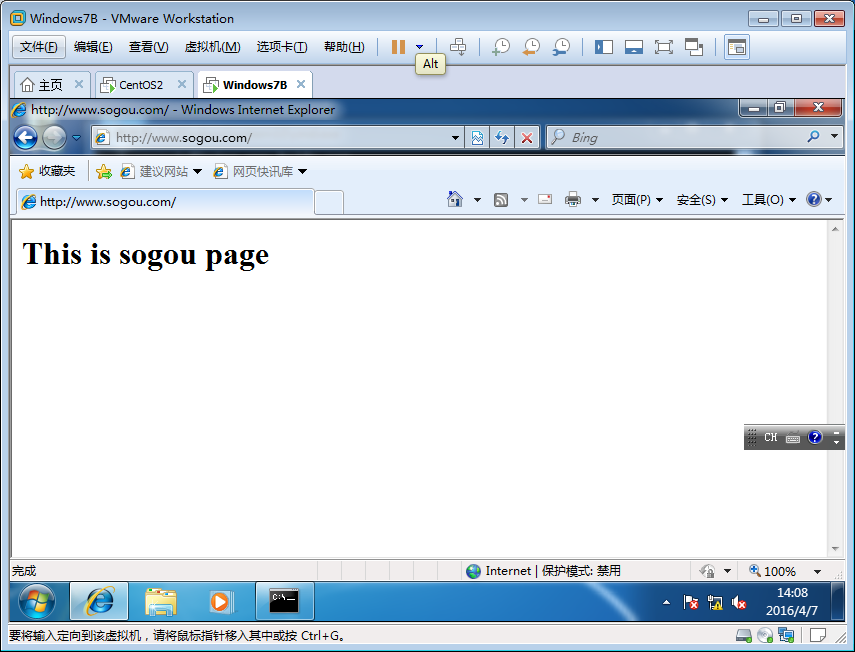 Windows7B - VMware Workstation
文件(F) 编辑(E) 查看(V) 虚拟机(M) 选项卡(T) 帮助(H)
Alt
主页 CentOS2 Windows7B
http://www.sogou.com/ - Windows Internet Explorer
http://www.sogou.com/ Bing
收藏夹 建议网站 网页快讯库
http://www.sogou.com/ 页面(P) 安全(S) 工具(O)
This is sogou page
CH
完成 Internet | 保护模式: 禁用 100%
C:\_
14:08
2016/4/7
要将输入定向到该虚拟机，请将鼠标指针移入其中或按 Ctrl+G。